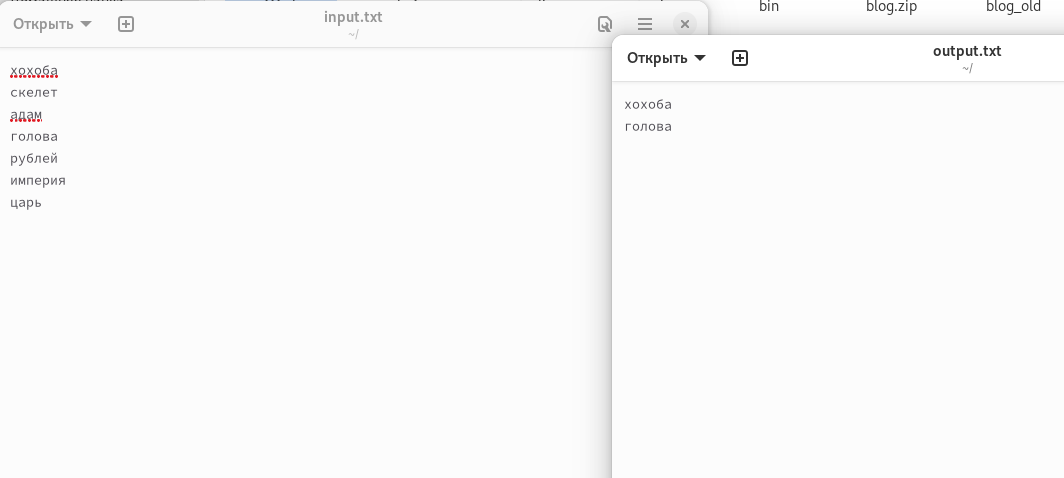 bin
blog.zip
blog_old
Открыть
input.txt
~/
хохоба
скелет
адам
голова
рублей
империя
царь
Открыть
output.txt
~/
хохоба
голова